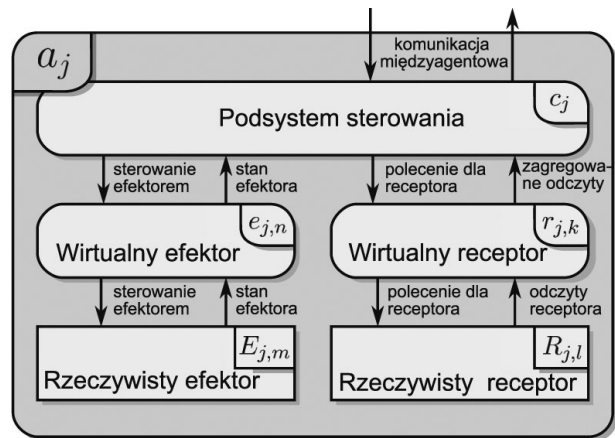 komunikacja
międzyagentowa
a_j
c_j
Podsystem sterowania
sterowanie
efektorem
stan
efektora
polecenie dla
receptora
zagregowa-
ne odczyty
e_{j,n}
Wirtualny efektor
r_{j,k}
Wirtualny receptor
sterowanie
efektorem
stan
efektora
polecenie dla
receptora
odczyty
receptora
E_{j,m}
Rzeczywisty efektor
R_{j,l}
Rzeczywisty receptor